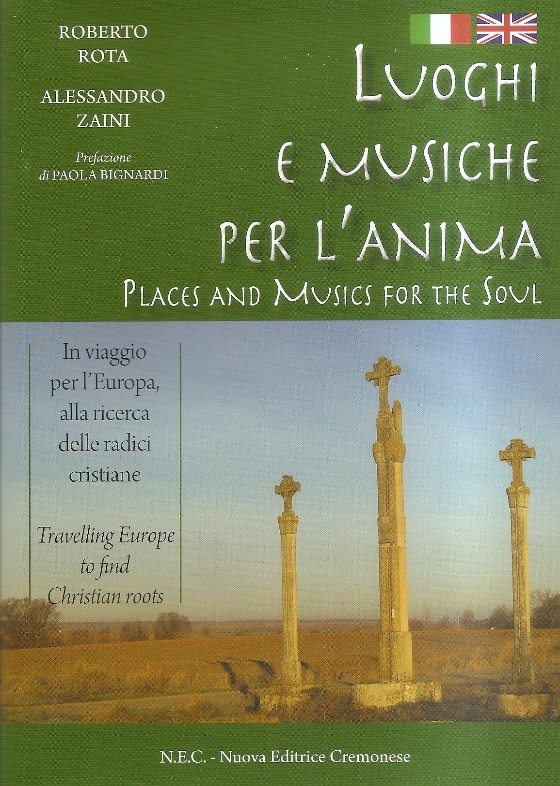 ROBERTO
ROTA
ALESSANDRO
ZAINI
Prefazione
di PAOLA BIGNARDI
LUOGHI
E MUSICHE
PER L'ANIMA
PLACES AND MUSICS FOR THE SOUL
In viaggio
per l'Europa,
alla ricerca
delle radici
cristiane
Travelling Europe
to find
Christian roots
N.E.C. - NUOVA EDITRICE CREMONESE